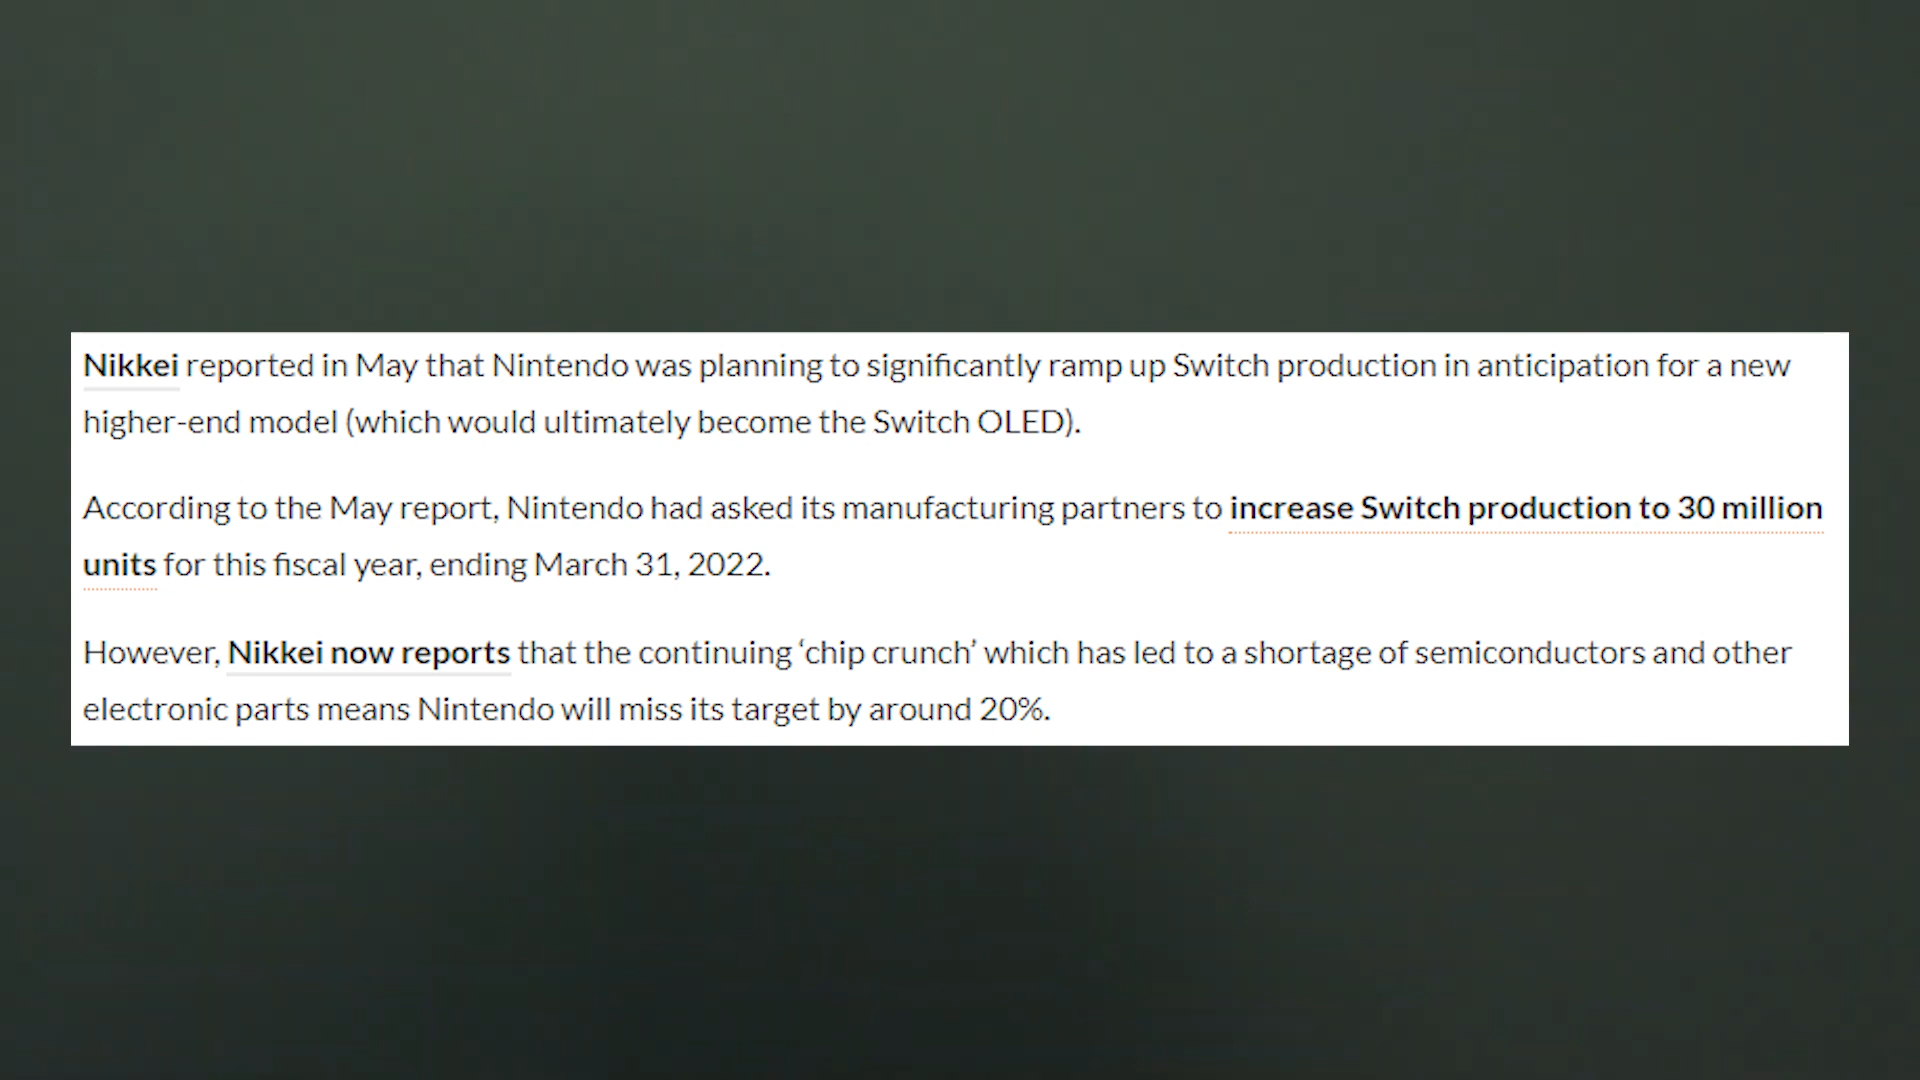 Nikkei reported in May that Nintendo was planning to significantly ramp up Switch production in anticipation for a new
higher-end model (which would ultimately become the Switch OLED).
According to the May report, Nintendo had asked its manufacturing partners to increase Switch production to 30 million
units for this fiscal year, ending March 31, 2022.
However, Nikkei now reports that the continuing ‘chip crunch’ which has led to a shortage of semiconductors and other
electronic parts means Nintendo will miss its target by around 20%.